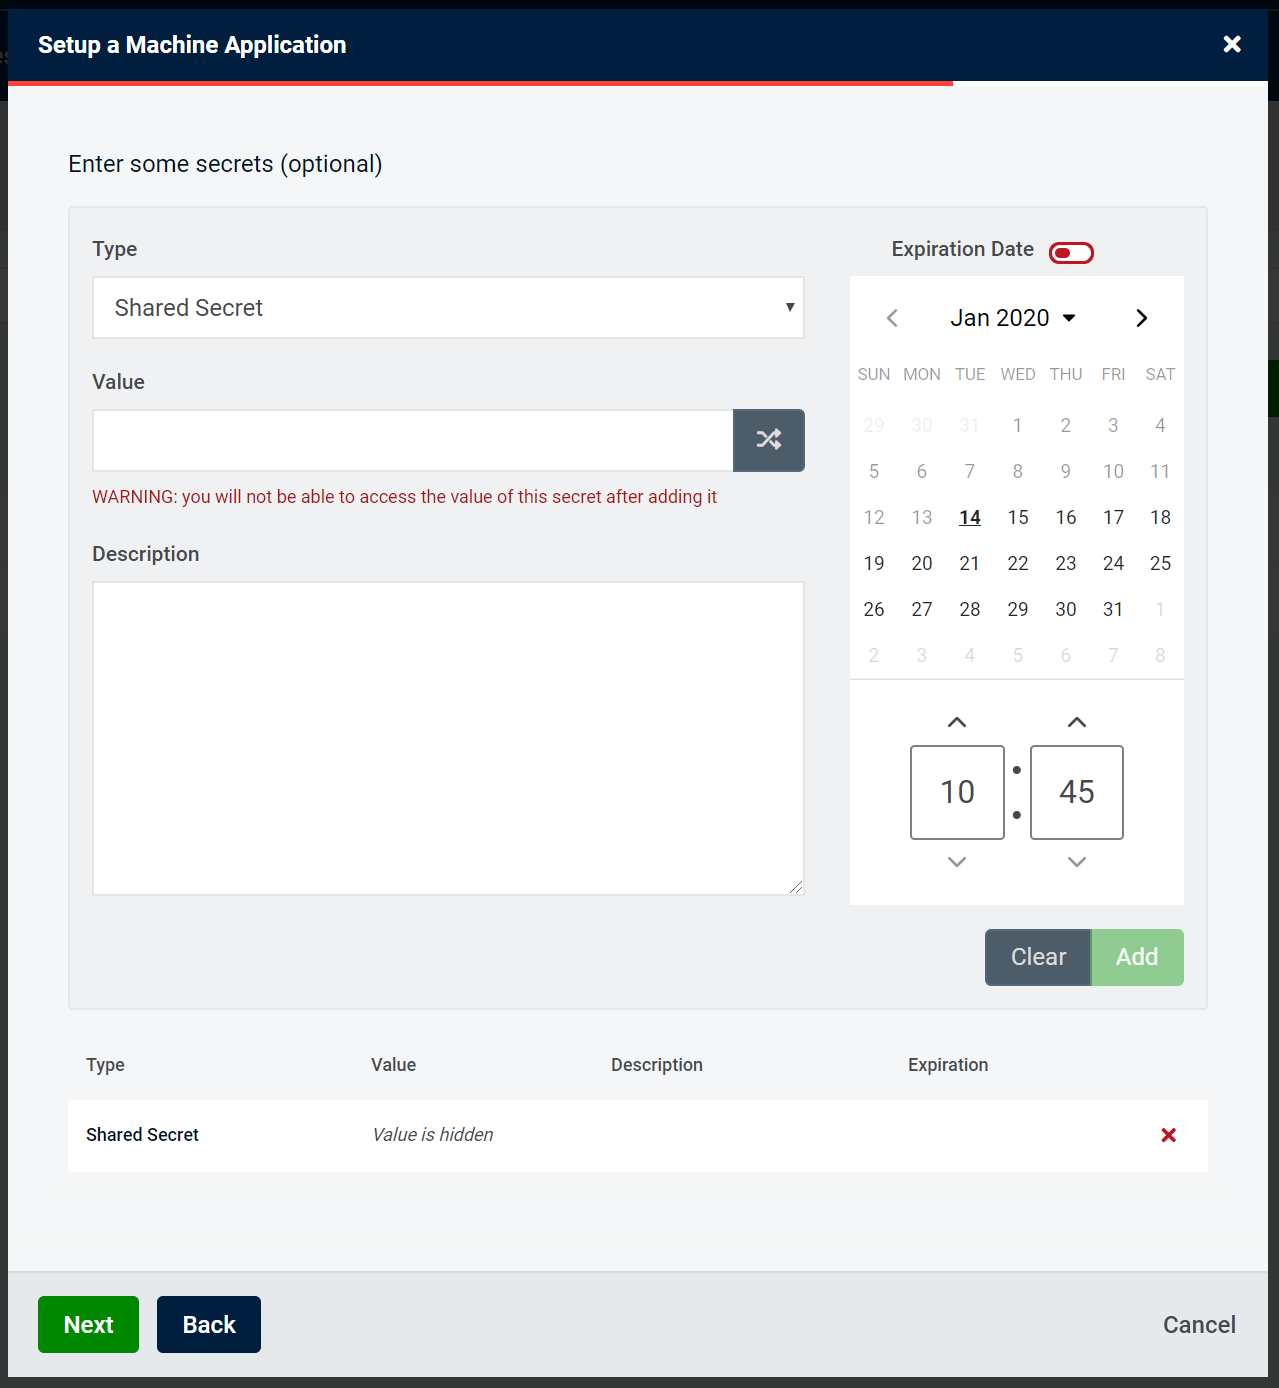 Setup a Machine Application
Enter some secrets (optional)
Type
Shared Secret
Value
WARNING: you will not be able to access the value of this secret after adding it
Description
Expiration Date
Jan 2020
SUN MON TUE WED THU FRI SAT
29 30 31 1 2 3 4
5 6 7 8 9 10 11
12 13 14 15 16 17 18
19 20 21 22 23 24 25
26 27 28 29 30 31 1
2 3 4 5 6 7 8
10 : 45
Clear Add
Type Value Description Expiration
Shared Secret Value is hidden
Next Back Cancel